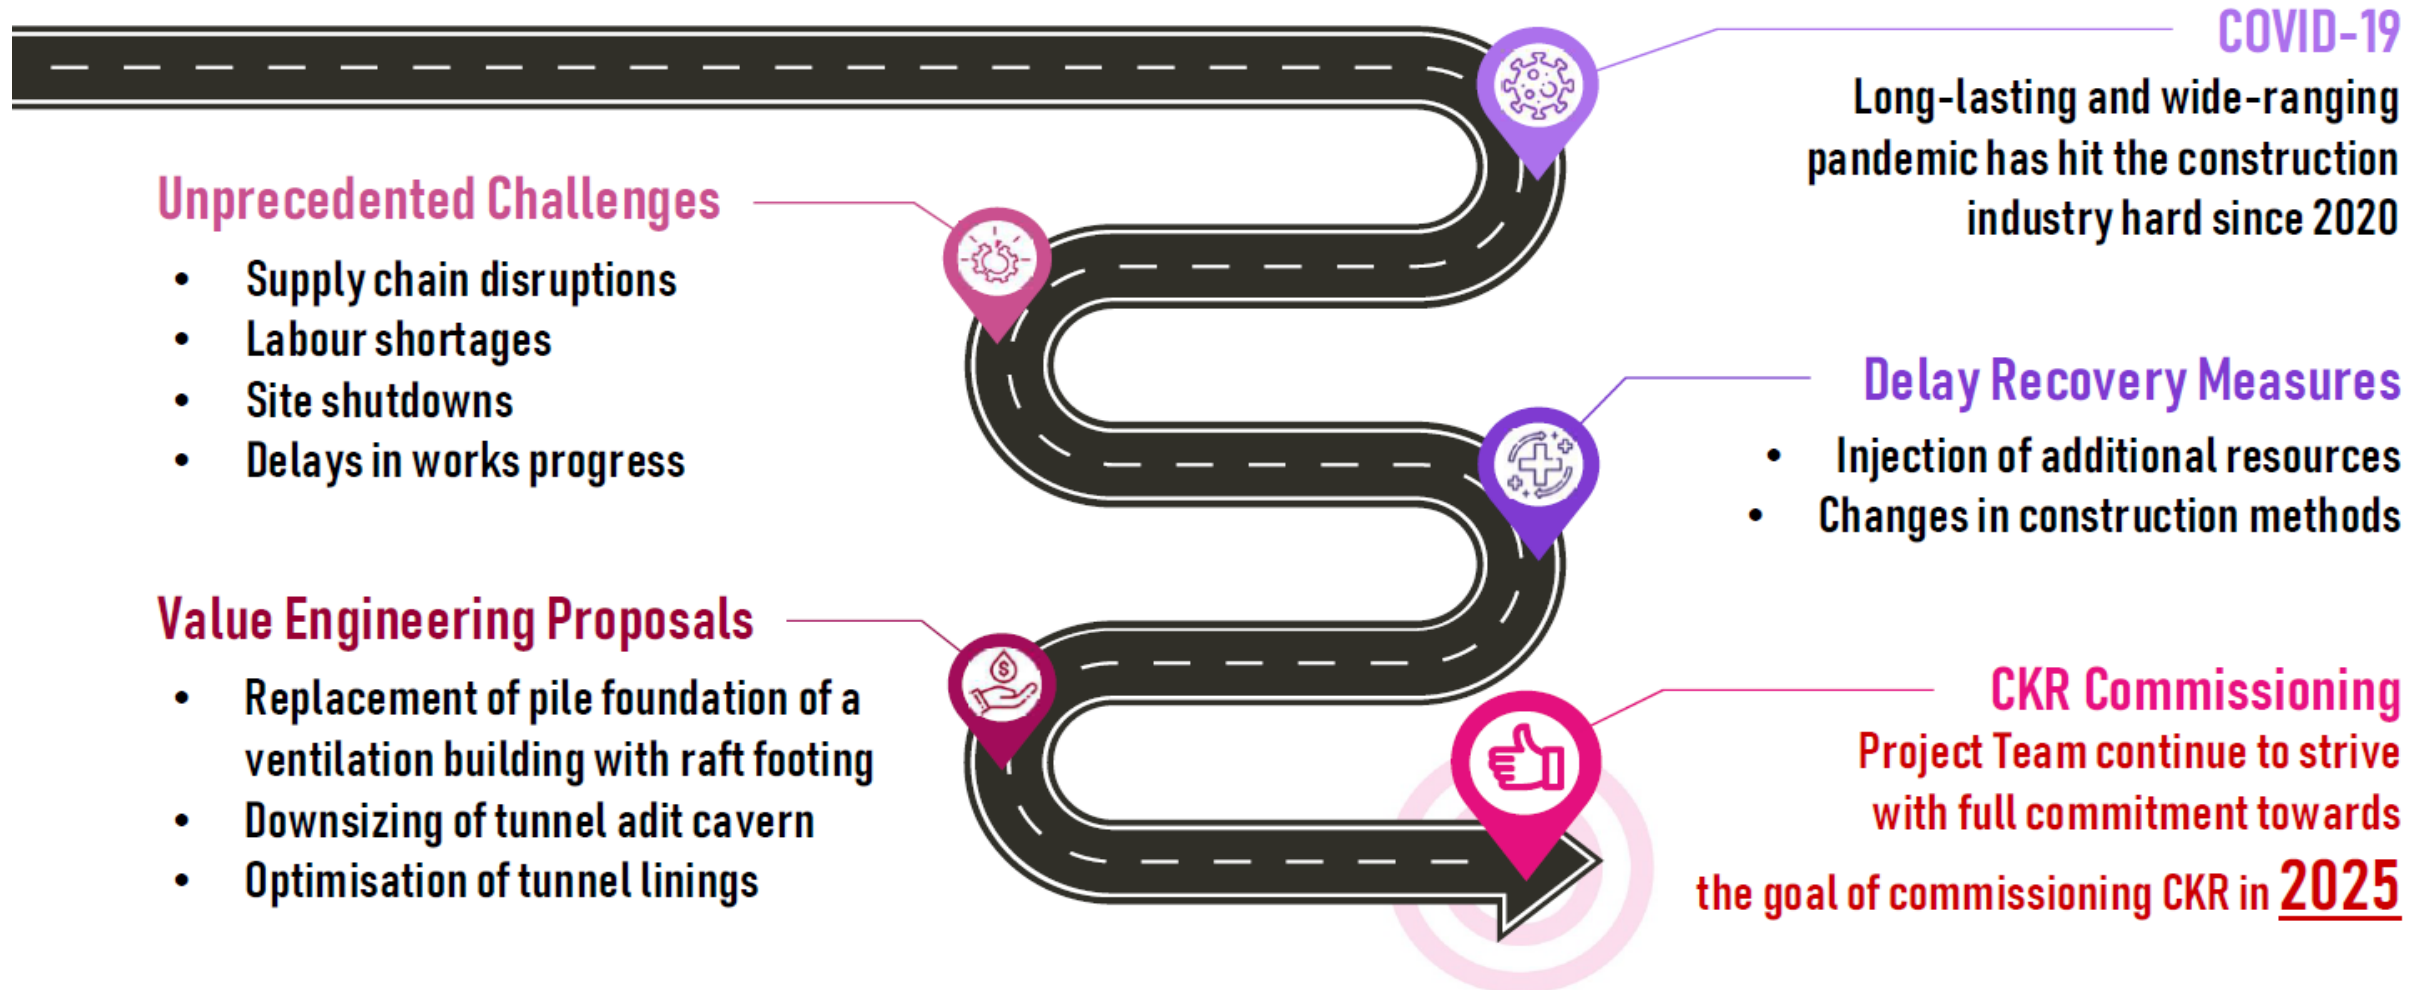 COVID-19
Long-lasting and wide-ranging
pandemic has hit the construction
industry hard since 2020
Unprecedented Challenges
• Supply chain disruptions
• Labour shortages
• Site shutdowns
• Delays in works progress
Delay Recovery Measures
• Injection of additional resources
• Changes in construction methods
Value Engineering Proposals
• Replacement of pile foundation of a
ventilation building with raft footing
• Downsizing of tunnel adit cavern
• Optimisation of tunnel linings
$
CKR Commissioning
Project Team continue to strive
with full commitment towards
the goal of commissioning CKR in 2025